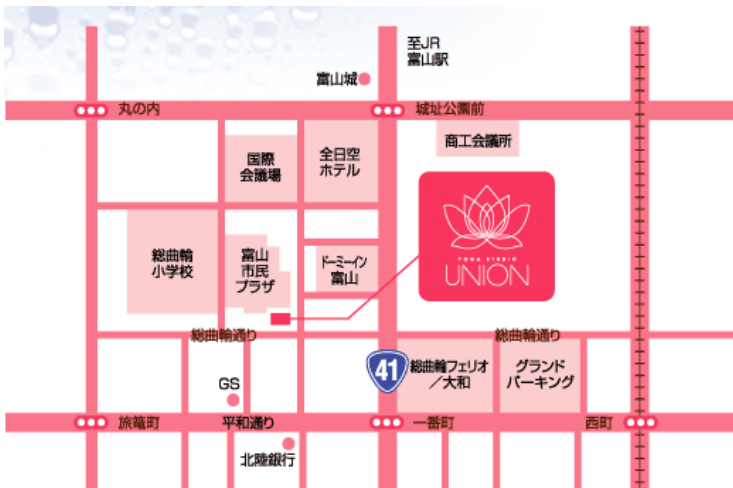 至JR
富山駅
富山城
丸の内
城址公園前
商工会議所
国際
会議場
全日空
ホテル
YOGA STUDIO
UNION
総曲輪
小学校
富山
市民
プラザ
ドーミーイン
富山
総曲輪通り
総曲輪通り
41
総曲輪フェリオ
/大和
グランド
パーキング
GS
旅篭町
平和通り
一番町
西町
北陸銀行